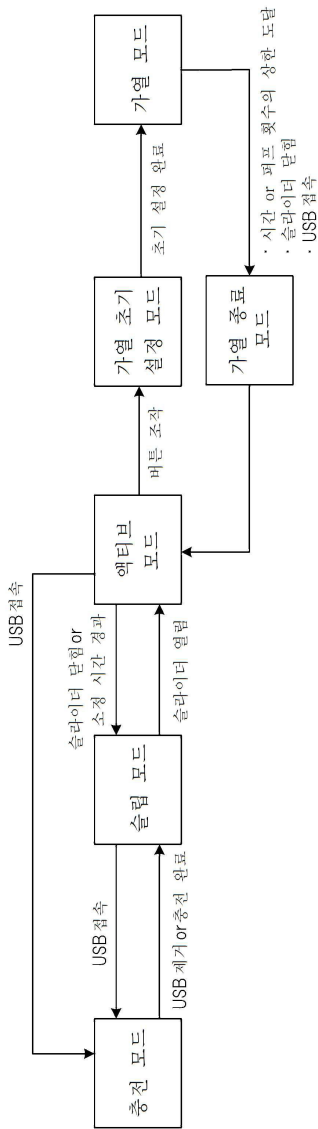 USB 접속
슬라이더 닫힘 or
소정 시간 경과
USB 접속
버튼 조작
초기 설정 완료
충전 모드
슬립 모드
액티브
모드
가열 초기
설정 모드
가열 모드
USB 제거 or 충전 완료
슬라이더 열림
가열 종료
모드
· 시간 or 퍼프 횟수의 상한 도달
· 슬라이더 닫힘
· USB 접속